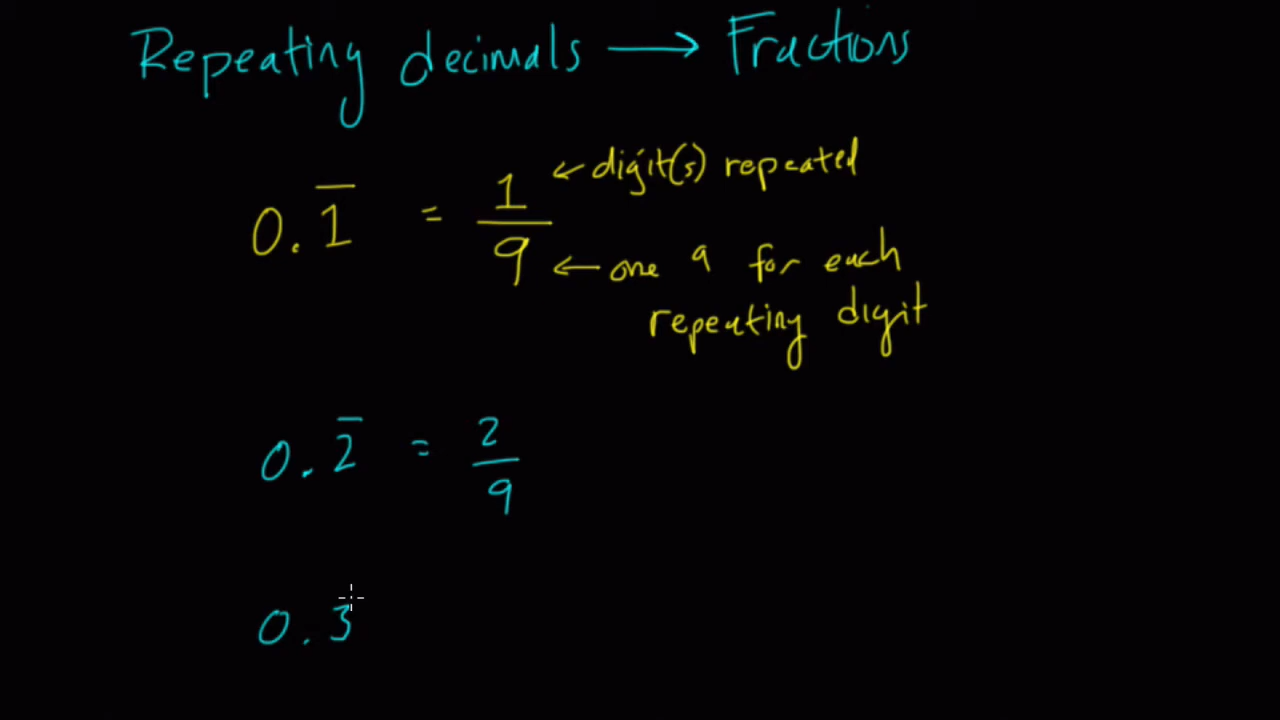 Repeating decimals → Fractions
0.1̅ = 1/9 ← digit(s) repeated
← one 9 for each
repeating digit
0.2̅ = 2/9
0.3